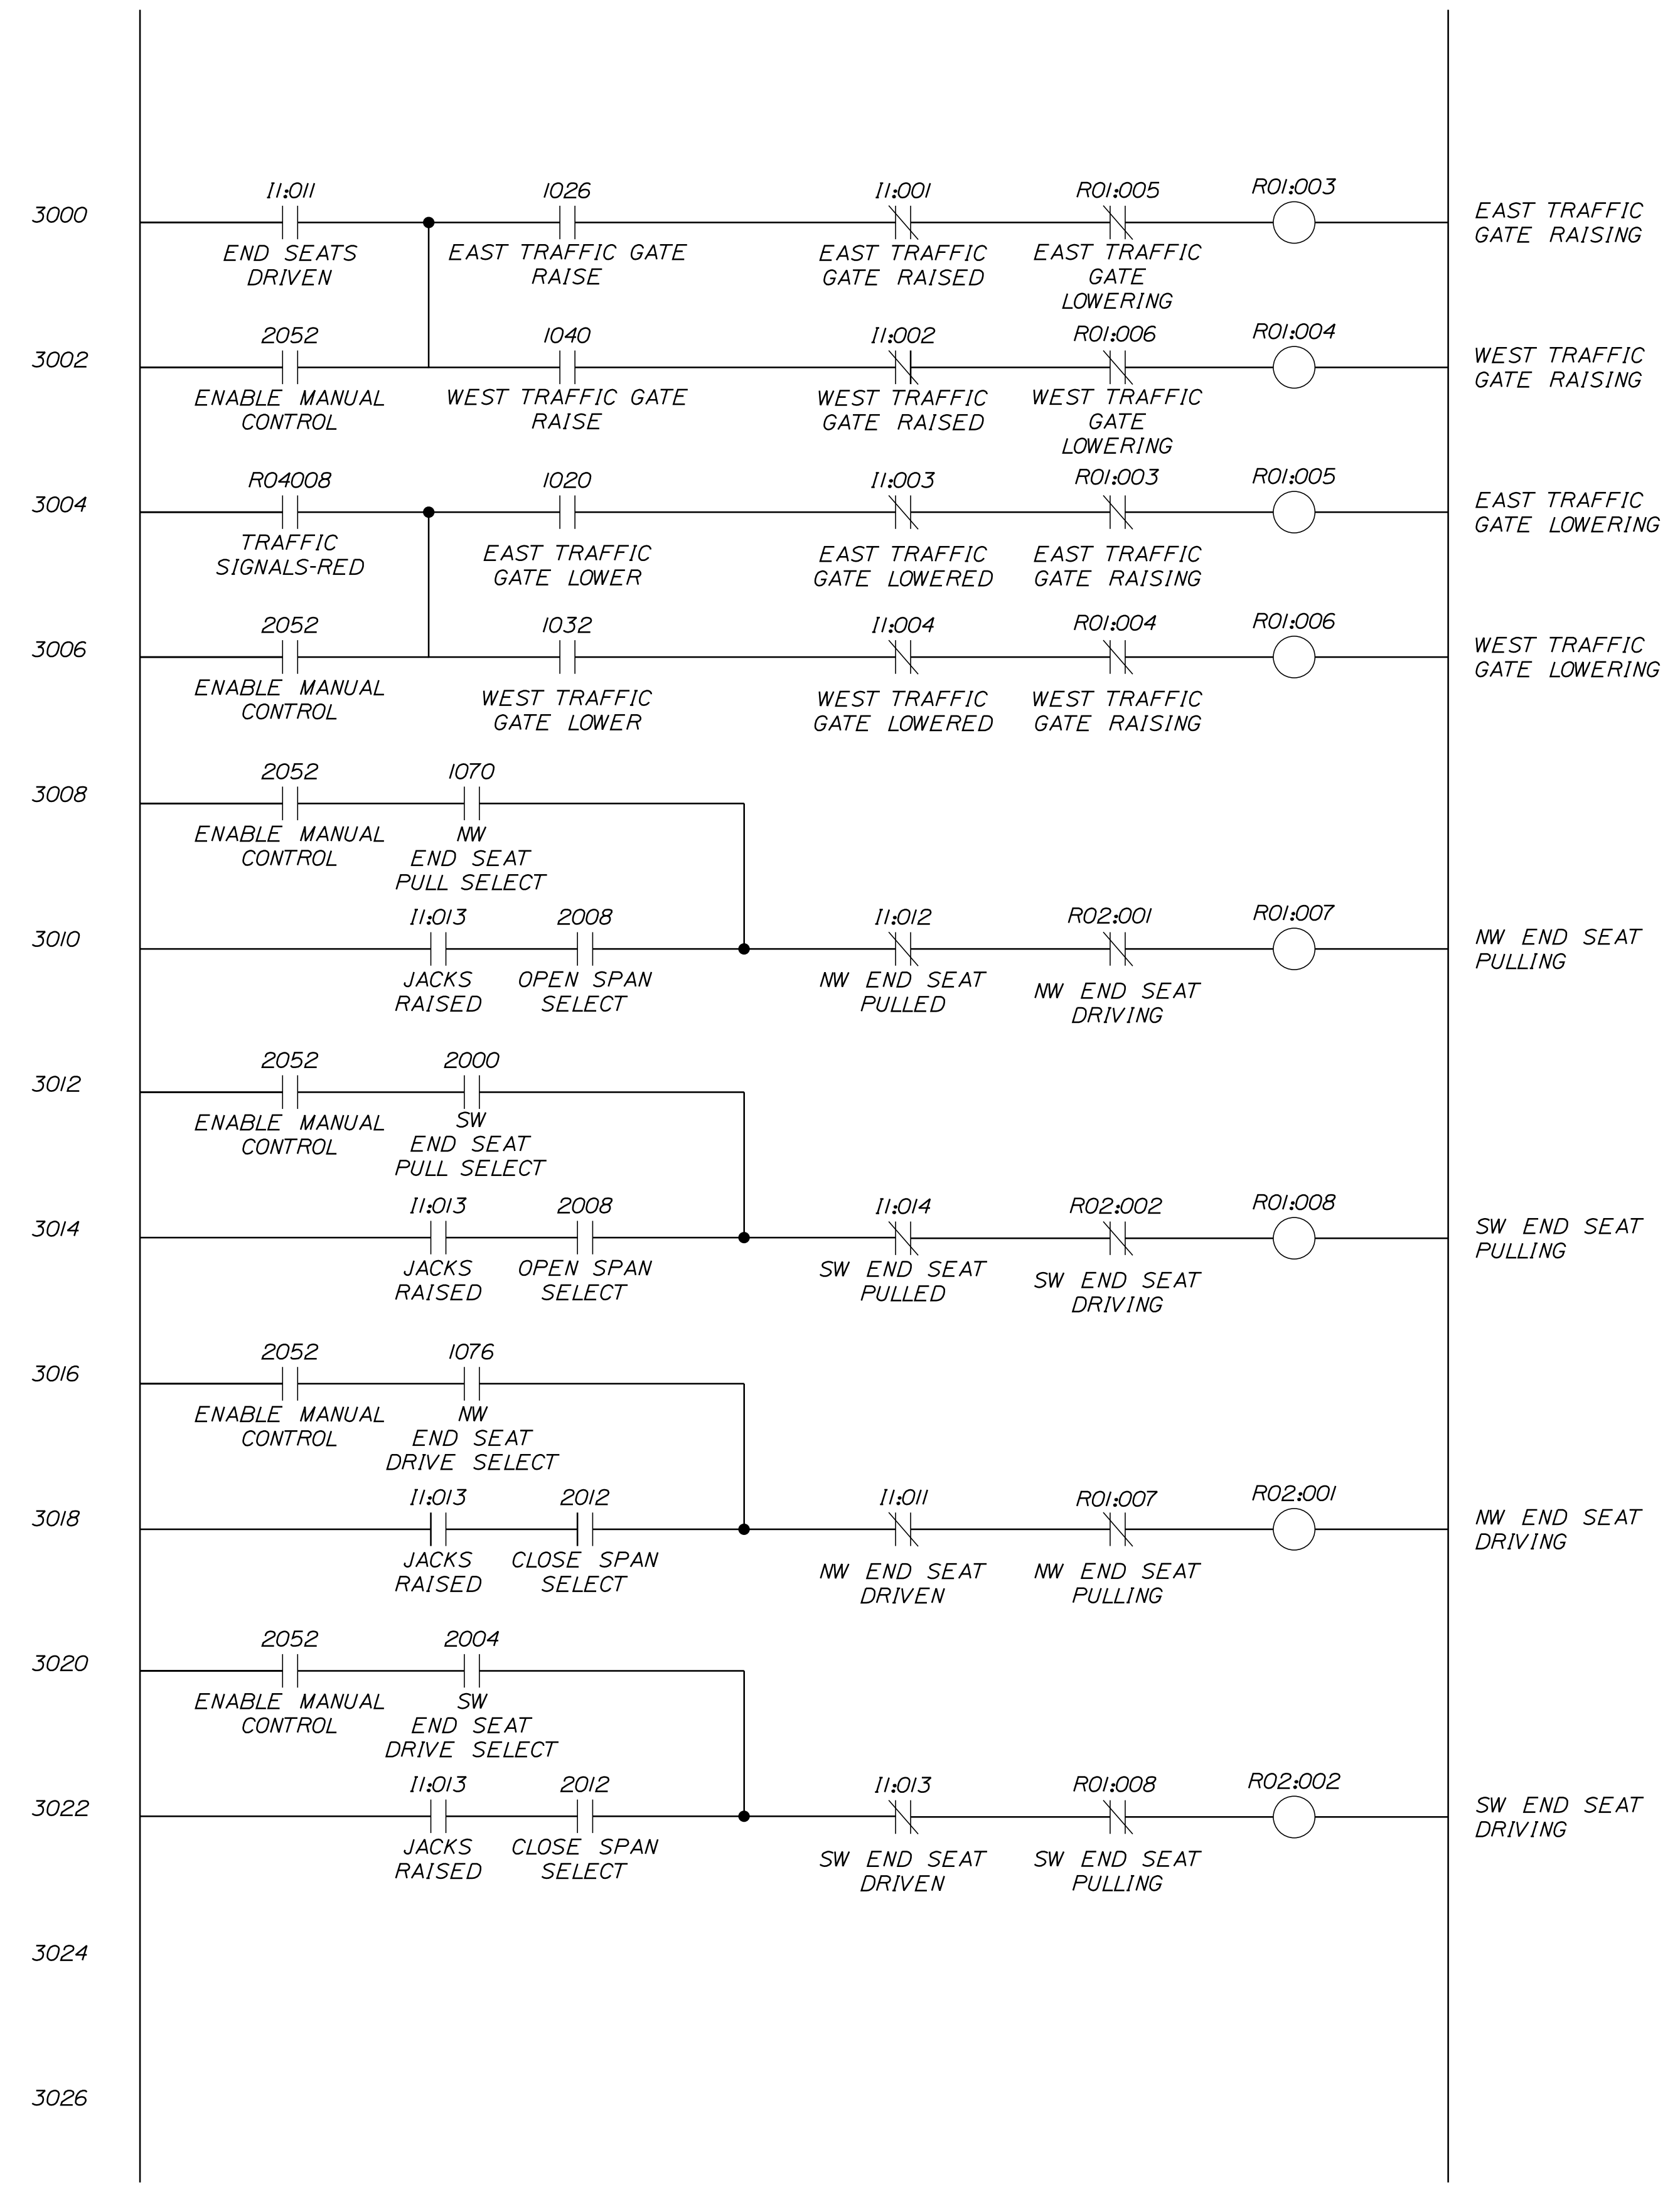 I1:011 1026 I1:001 R01:005 R01:003
3000
EAST TRAFFIC
GATE RAISING
END SEATS
DRIVEN
EAST TRAFFIC GATE
RAISE
EAST TRAFFIC
GATE RAISED
EAST TRAFFIC
GATE
LOWERING
2052 1040 I1:002 R01:006 R01:004
3002
WEST TRAFFIC
GATE RAISING
ENABLE MANUAL
CONTROL
WEST TRAFFIC GATE
RAISE
WEST TRAFFIC
GATE RAISED
WEST TRAFFIC
GATE
LOWERING
R04008 1020 I1:003 R01:003 R01:005
3004
EAST TRAFFIC
GATE LOWERING
TRAFFIC
SIGNALS-RED
EAST TRAFFIC
GATE LOWER
EAST TRAFFIC
GATE LOWERED
EAST TRAFFIC
GATE RAISING
2052 1032 I1:004 R01:004 R01:006
3006
WEST TRAFFIC
GATE LOWERING
ENABLE MANUAL
CONTROL
WEST TRAFFIC
GATE LOWER
WEST TRAFFIC
GATE LOWERED
WEST TRAFFIC
GATE RAISING
2052 1070
3008
ENABLE MANUAL
CONTROL
NW
END SEAT
PULL SELECT
I1:013 2008 I1:012 R02:001 R01:007
3010
NW END SEAT
PULLING
JACKS
RAISED
OPEN SPAN
SELECT
NW END SEAT
PULLED
NW END SEAT
DRIVING
2052 2000
3012
ENABLE MANUAL
CONTROL
SW
END SEAT
PULL SELECT
I1:013 2008 I1:014 R02:002 R01:008
3014
SW END SEAT
PULLING
JACKS
RAISED
OPEN SPAN
SELECT
SW END SEAT
PULLED
SW END SEAT
DRIVING
2052 1076
3016
ENABLE MANUAL
CONTROL
NW
END SEAT
DRIVE SELECT
I1:013 2012 I1:011 R01:007 R02:001
3018
NW END SEAT
DRIVING
JACKS
RAISED
CLOSE SPAN
SELECT
NW END SEAT
DRIVEN
NW END SEAT
PULLING
2052 2004
3020
ENABLE MANUAL
CONTROL
SW
END SEAT
DRIVE SELECT
I1:013 2012 I1:013 R01:008 R02:002
3022
SW END SEAT
DRIVING
JACKS
RAISED
CLOSE SPAN
SELECT
SW END SEAT
DRIVEN
SW END SEAT
PULLING
3024
3026